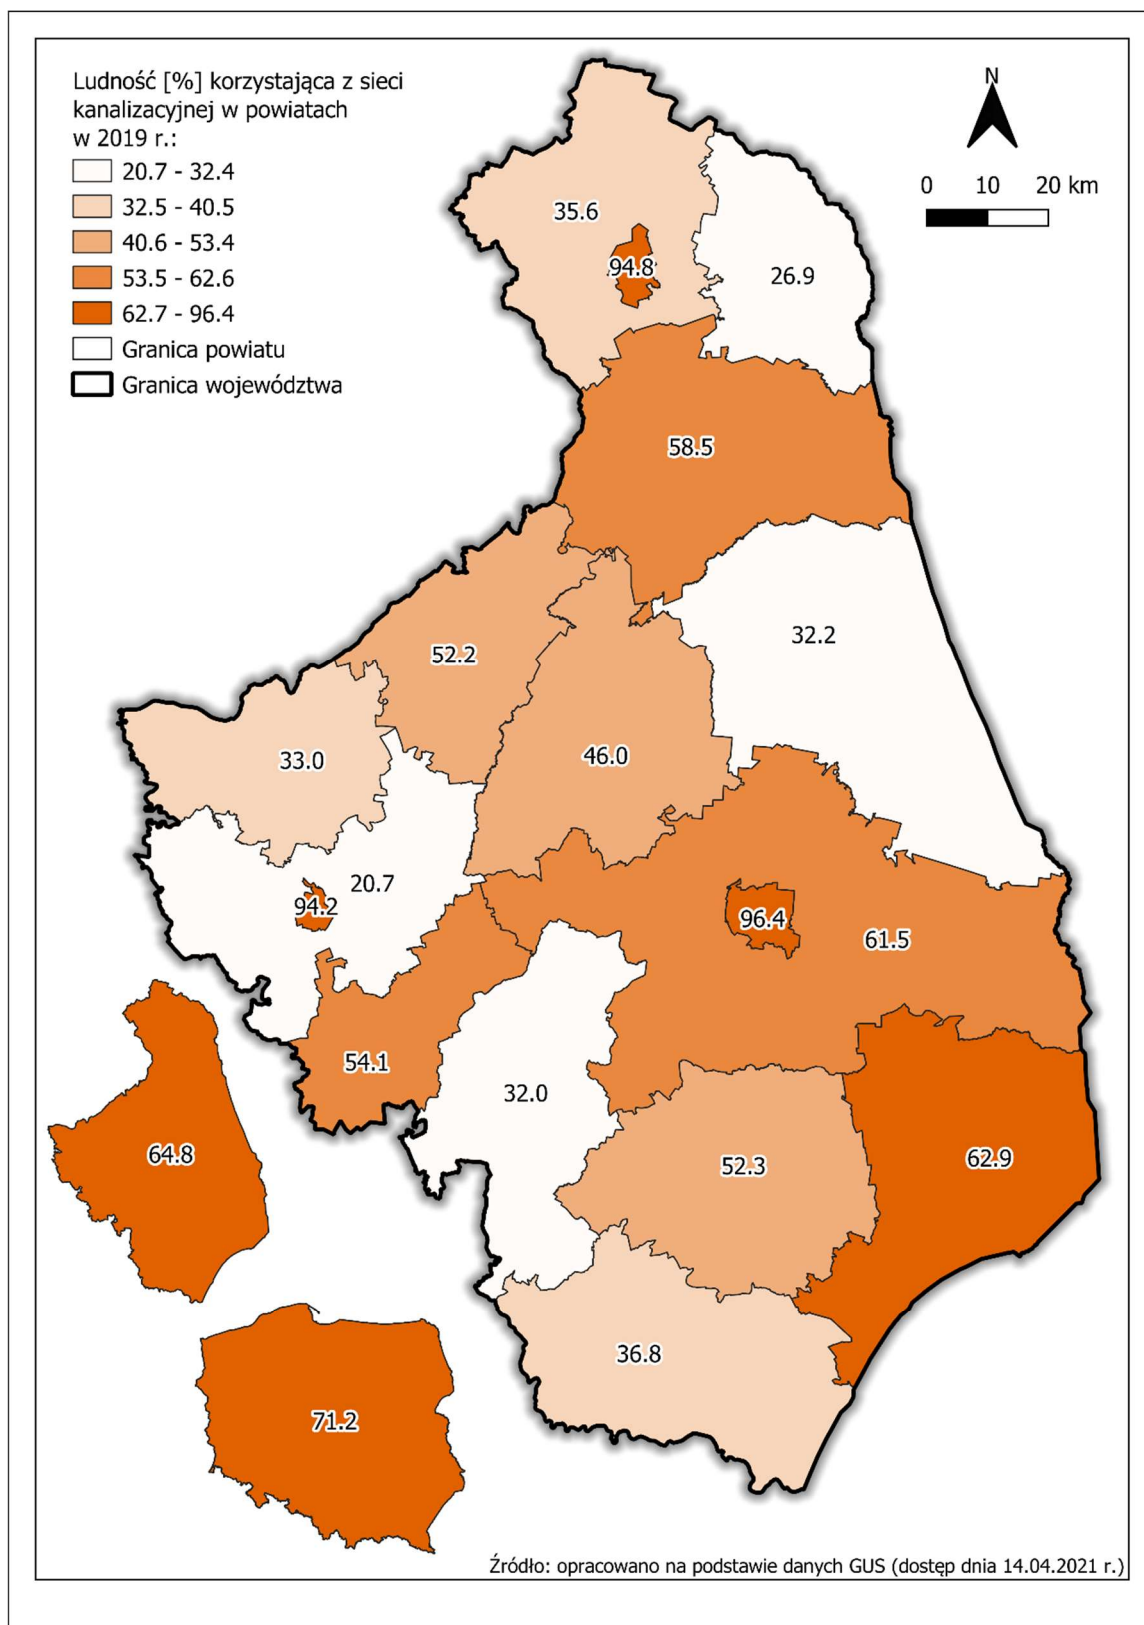 Ludność [%] korzystająca z sieci
kanalizacyjnej w powiatach
w 2019 r.:
20.7 - 32.4
32.5 - 40.5
40.6 - 53.4
53.5 - 62.6
62.7 - 96.4
Granica powiatu
Granica województwa
N
0 10 20 km
35.6
94.8
26.9
58.5
32.2
52.2
46.0
33.0
20.7
94.2
96.4
61.5
54.1
32.0
64.8
52.3
62.9
36.8
71.2
Źródło: opracowano na podstawie danych GUS (dostęp dnia 14.04.2021 r.)